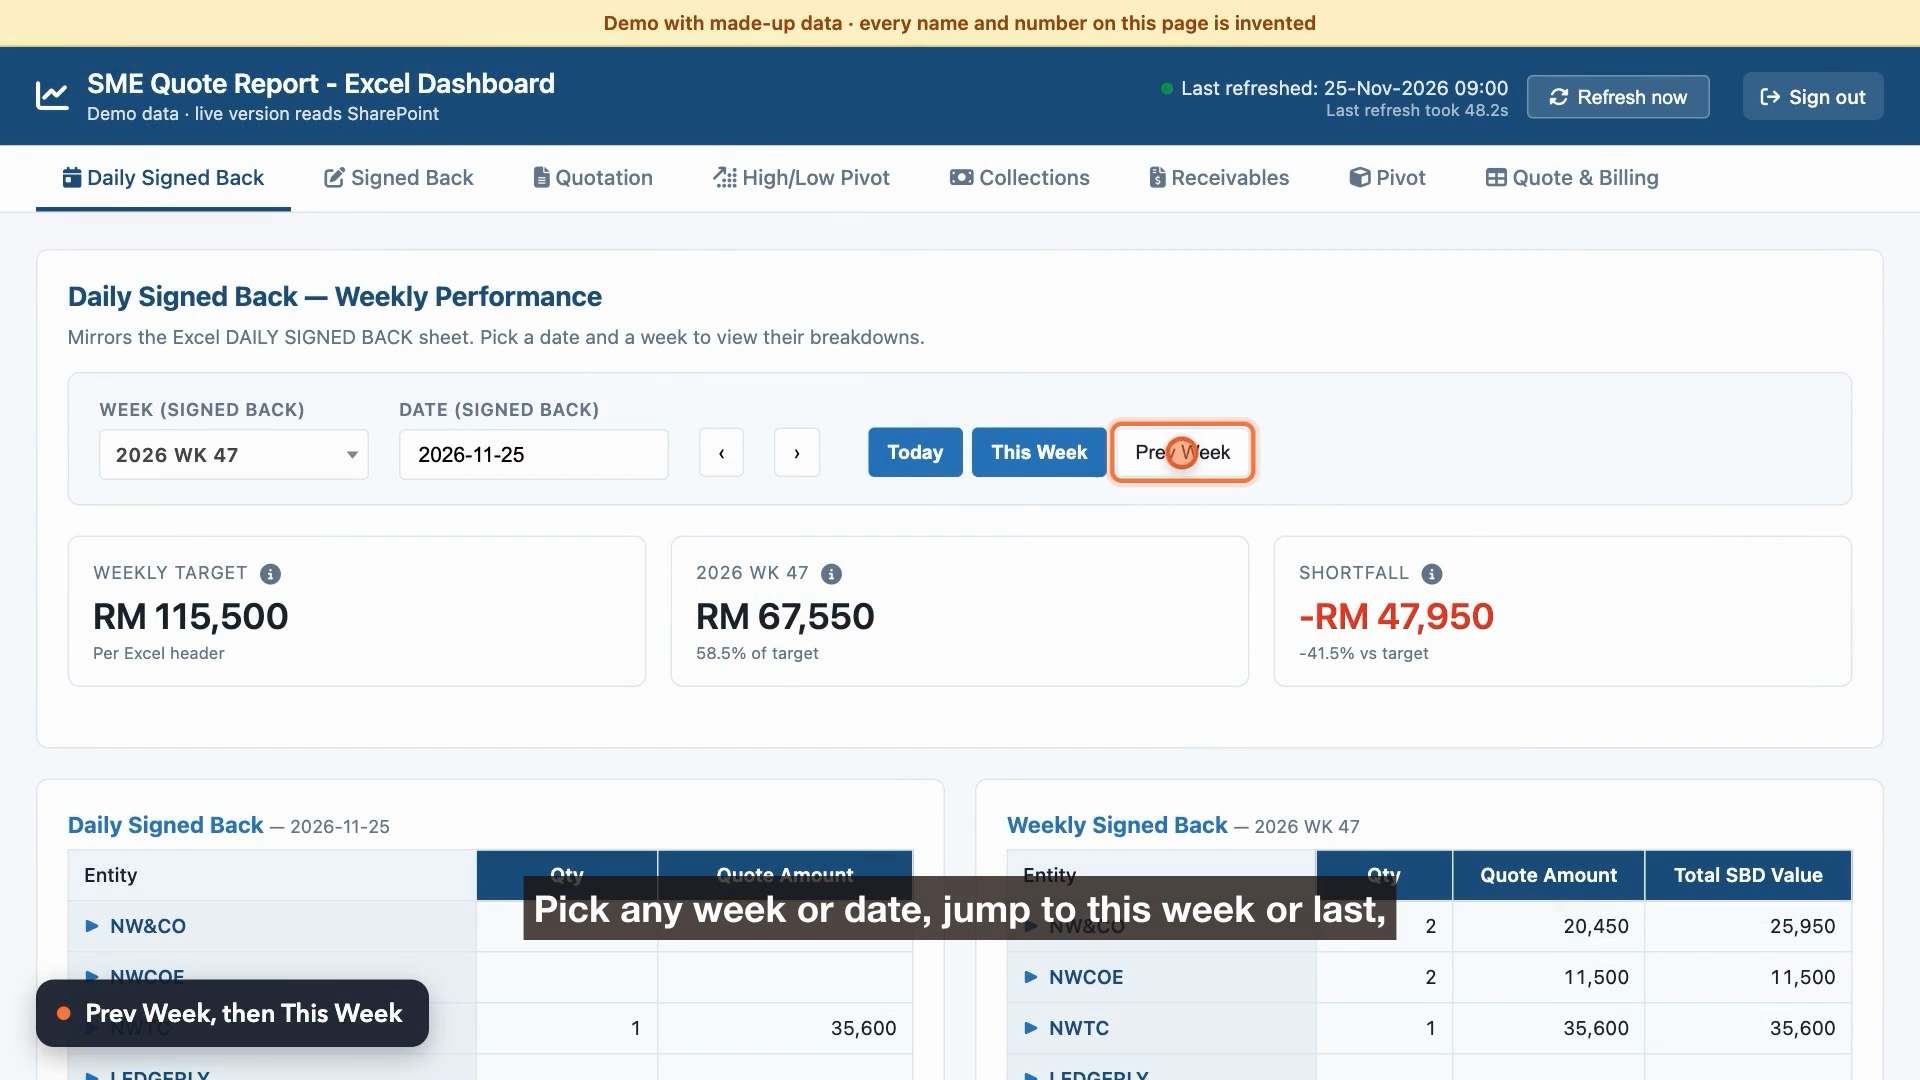 Demo with made-up data · every name and number on this page is invented
SME Quote Report - Excel Dashboard
Demo data · live version reads SharePoint
Last refreshed: 25-Nov-2026 09:00
Last refresh took 48.2s
Refresh now
Sign out
Daily Signed Back
Signed Back
Quotation
High/Low Pivot
Collections
Receivables
Pivot
Quote & Billing
Daily Signed Back — Weekly Performance
Mirrors the Excel DAILY SIGNED BACK sheet. Pick a date and a week to view their breakdowns.
WEEK (SIGNED BACK)
DATE (SIGNED BACK)
2026 WK 47
2026-11-25
‹
›
Today
This Week
Prev Week
WEEKLY TARGET
RM 115,500
Per Excel header
2026 WK 47
RM 67,550
58.5% of target
SHORTFALL
-RM 47,950
-41.5% vs target
Daily Signed Back — 2026-11-25
Entity Qty Quote Amount
NW&CO
NWCOE
NWTC 1 35,600
LEDGERLY
Weekly Signed Back — 2026 WK 47
Entity Qty Quote Amount Total SBD Value
NW&CO 2 20,450 25,950
NWCOE 2 11,500 11,500
NWTC 1 35,600 35,600
LEDGERLY
Pick any week or date, jump to this week or last,
Prev Week, then This Week